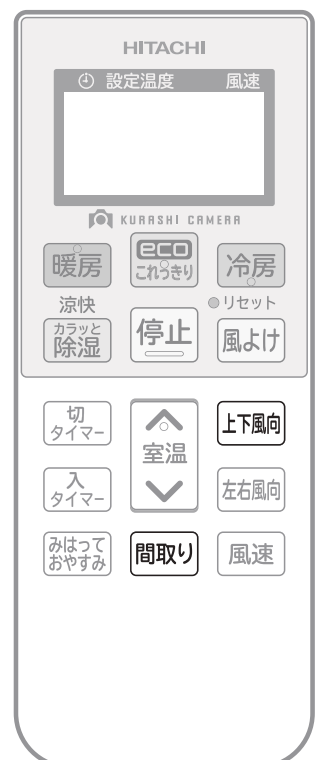 HITACHI
設定温度 風速
KURASHI CAMERA
暖房 eco これっきり 冷房
涼快 リセット
カラッと 除湿 停止 風よけ
切タイマー 室温 上下風向
入タイマー 左右風向
みはっておやすみ 間取り 風速